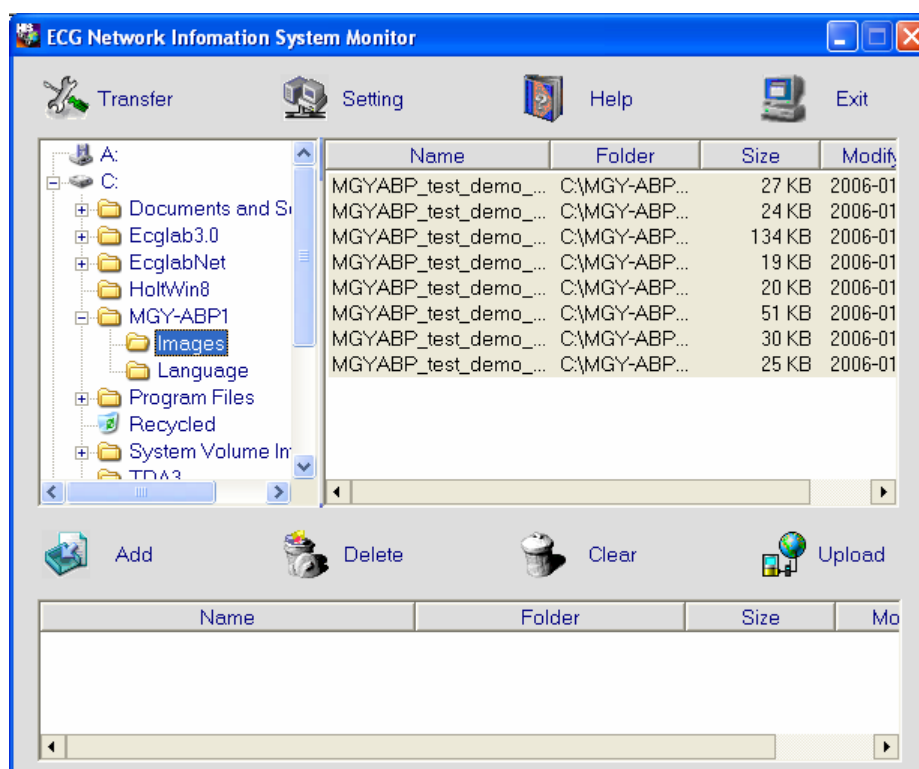 ECG Network Infomation System Monitor
Transfer Setting Help Exit
A:
C:
Documents and S
Ecglab3.0
EcglabNet
HoltWin8
MGY-ABP1
Images
Language
Program Files
Recycled
System Volume In
TDA3
Name Folder Size Modify
MGYABP_test_demo_... C:\MGY-ABP... 27 KB 2006-01
MGYABP_test_demo_... C:\MGY-ABP... 24 KB 2006-01
MGYABP_test_demo_... C:\MGY-ABP... 134 KB 2006-01
MGYABP_test_demo_... C:\MGY-ABP... 19 KB 2006-01
MGYABP_test_demo_... C:\MGY-ABP... 20 KB 2006-01
MGYABP_test_demo_... C:\MGY-ABP... 51 KB 2006-01
MGYABP_test_demo_... C:\MGY-ABP... 30 KB 2006-01
MGYABP_test_demo_... C:\MGY-ABP... 25 KB 2006-01
Add Delete Clear Upload
Name Folder Size Mo